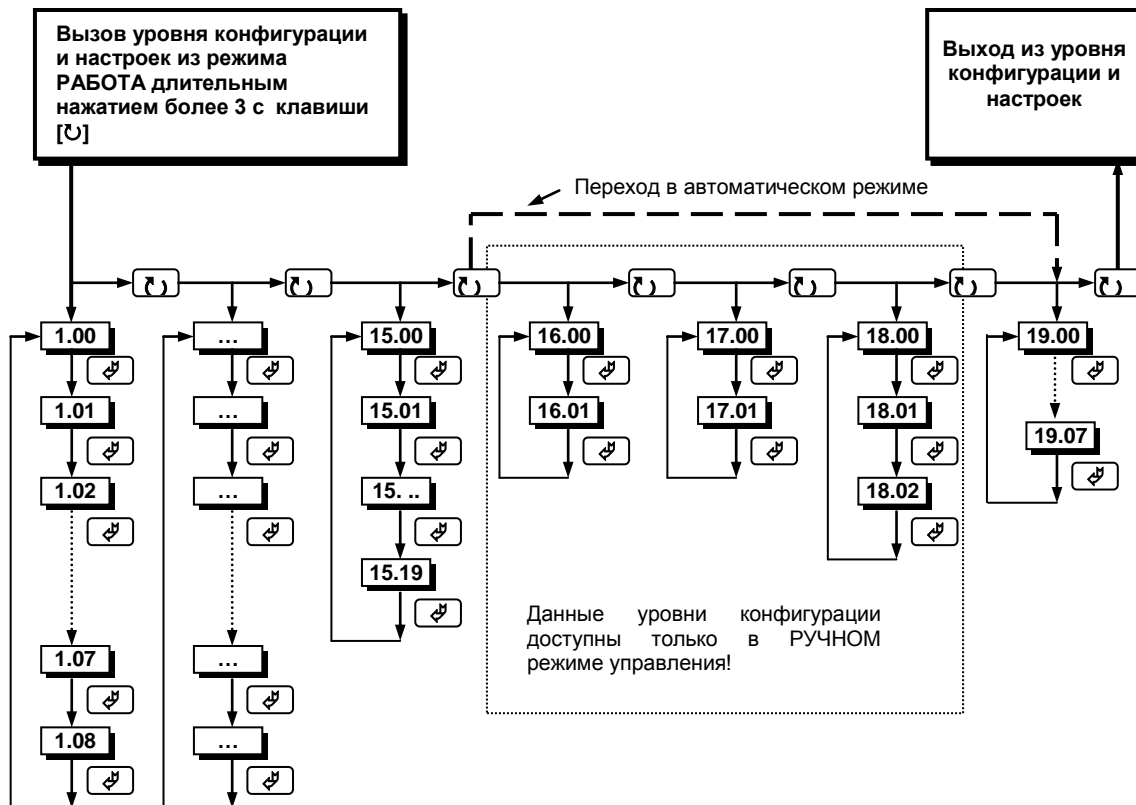 Вызов уровня конфигурации
и настроек из режима
РАБОТА длительным
нажатием более 3 с клавиши
[↻]
Выход из уровня
конфигурации и
настроек
Переход в автоматическом режиме
1.00
...
15.00
16.00
17.00
18.00
19.00
1.01
...
15.01
16.01
17.01
18.01
19.07
1.02
...
15. ..
18.02
15.19
Данные уровни конфигурации
доступны только в РУЧНОМ
режиме управления!
1.07
...
1.08
...